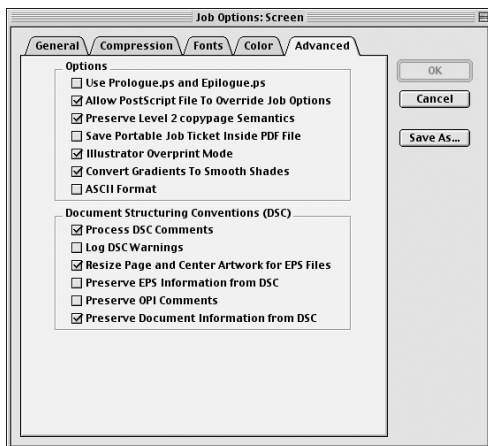 Job Options: Screen
General Compression Fonts Color Advanced
Options
Use Prologue.ps and Epilogue.ps
Allow PostScript File To Override Job Options
Preserve Level 2 copypage Semantics
Save Portable Job Ticket Inside PDF File
Illustrator Overprint Mode
Convert Gradients To Smooth Shades
ASCII Format
Document Structuring Conventions (DSC)
Process DSC Comments
Log DSC Warnings
Resize Page and Center Artwork for EPS Files
Preserve EPS Information from DSC
Preserve OPI Comments
Preserve Document Information from DSC
OK
Cancel
Save As...